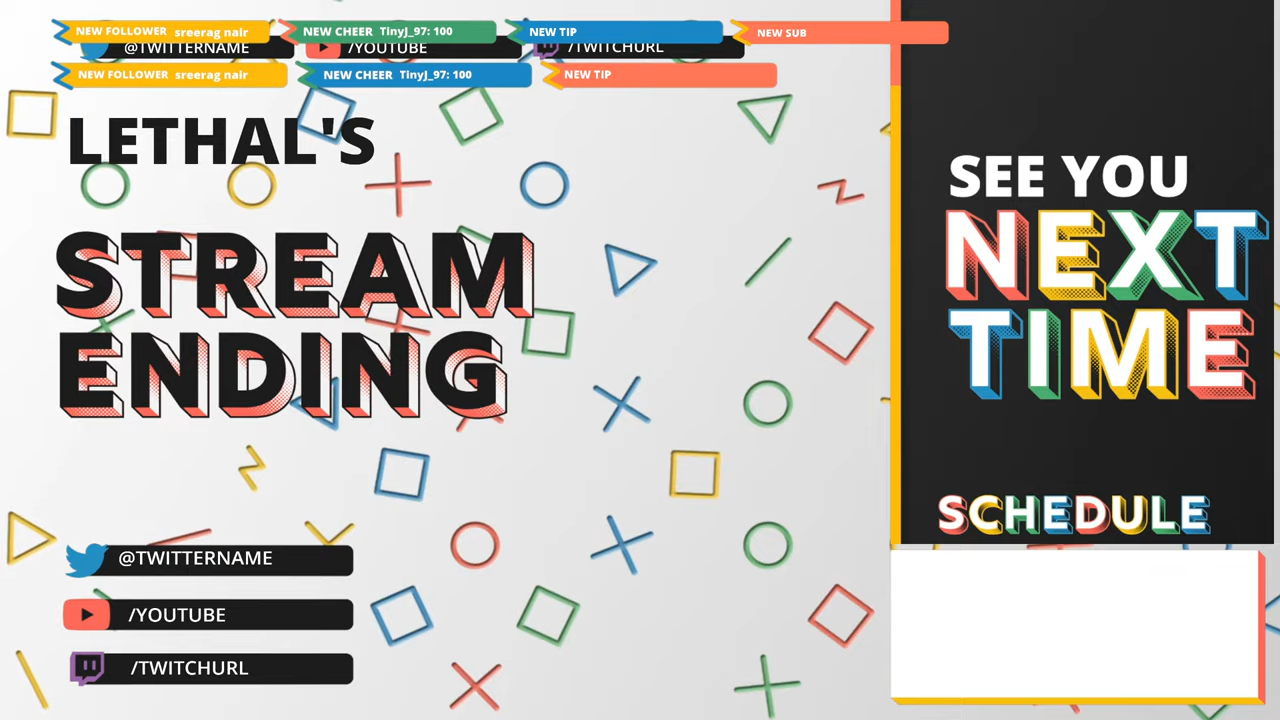 NEW FOLLOWER sreerag nair
NEW CHEER TinyJ_97: 100
NEW TIP
NEW SUB
@TWITTERNAME
/YOUTUBE
/TWITCHURL
NEW FOLLOWER sreerag nair
NEW CHEER TinyJ_97: 100
NEW TIP
LETHAL'S
STREAM
ENDING
@TWITTERNAME
/YOUTUBE
/TWITCHURL
SEE YOU
NEXT
TIME
SCHEDULE